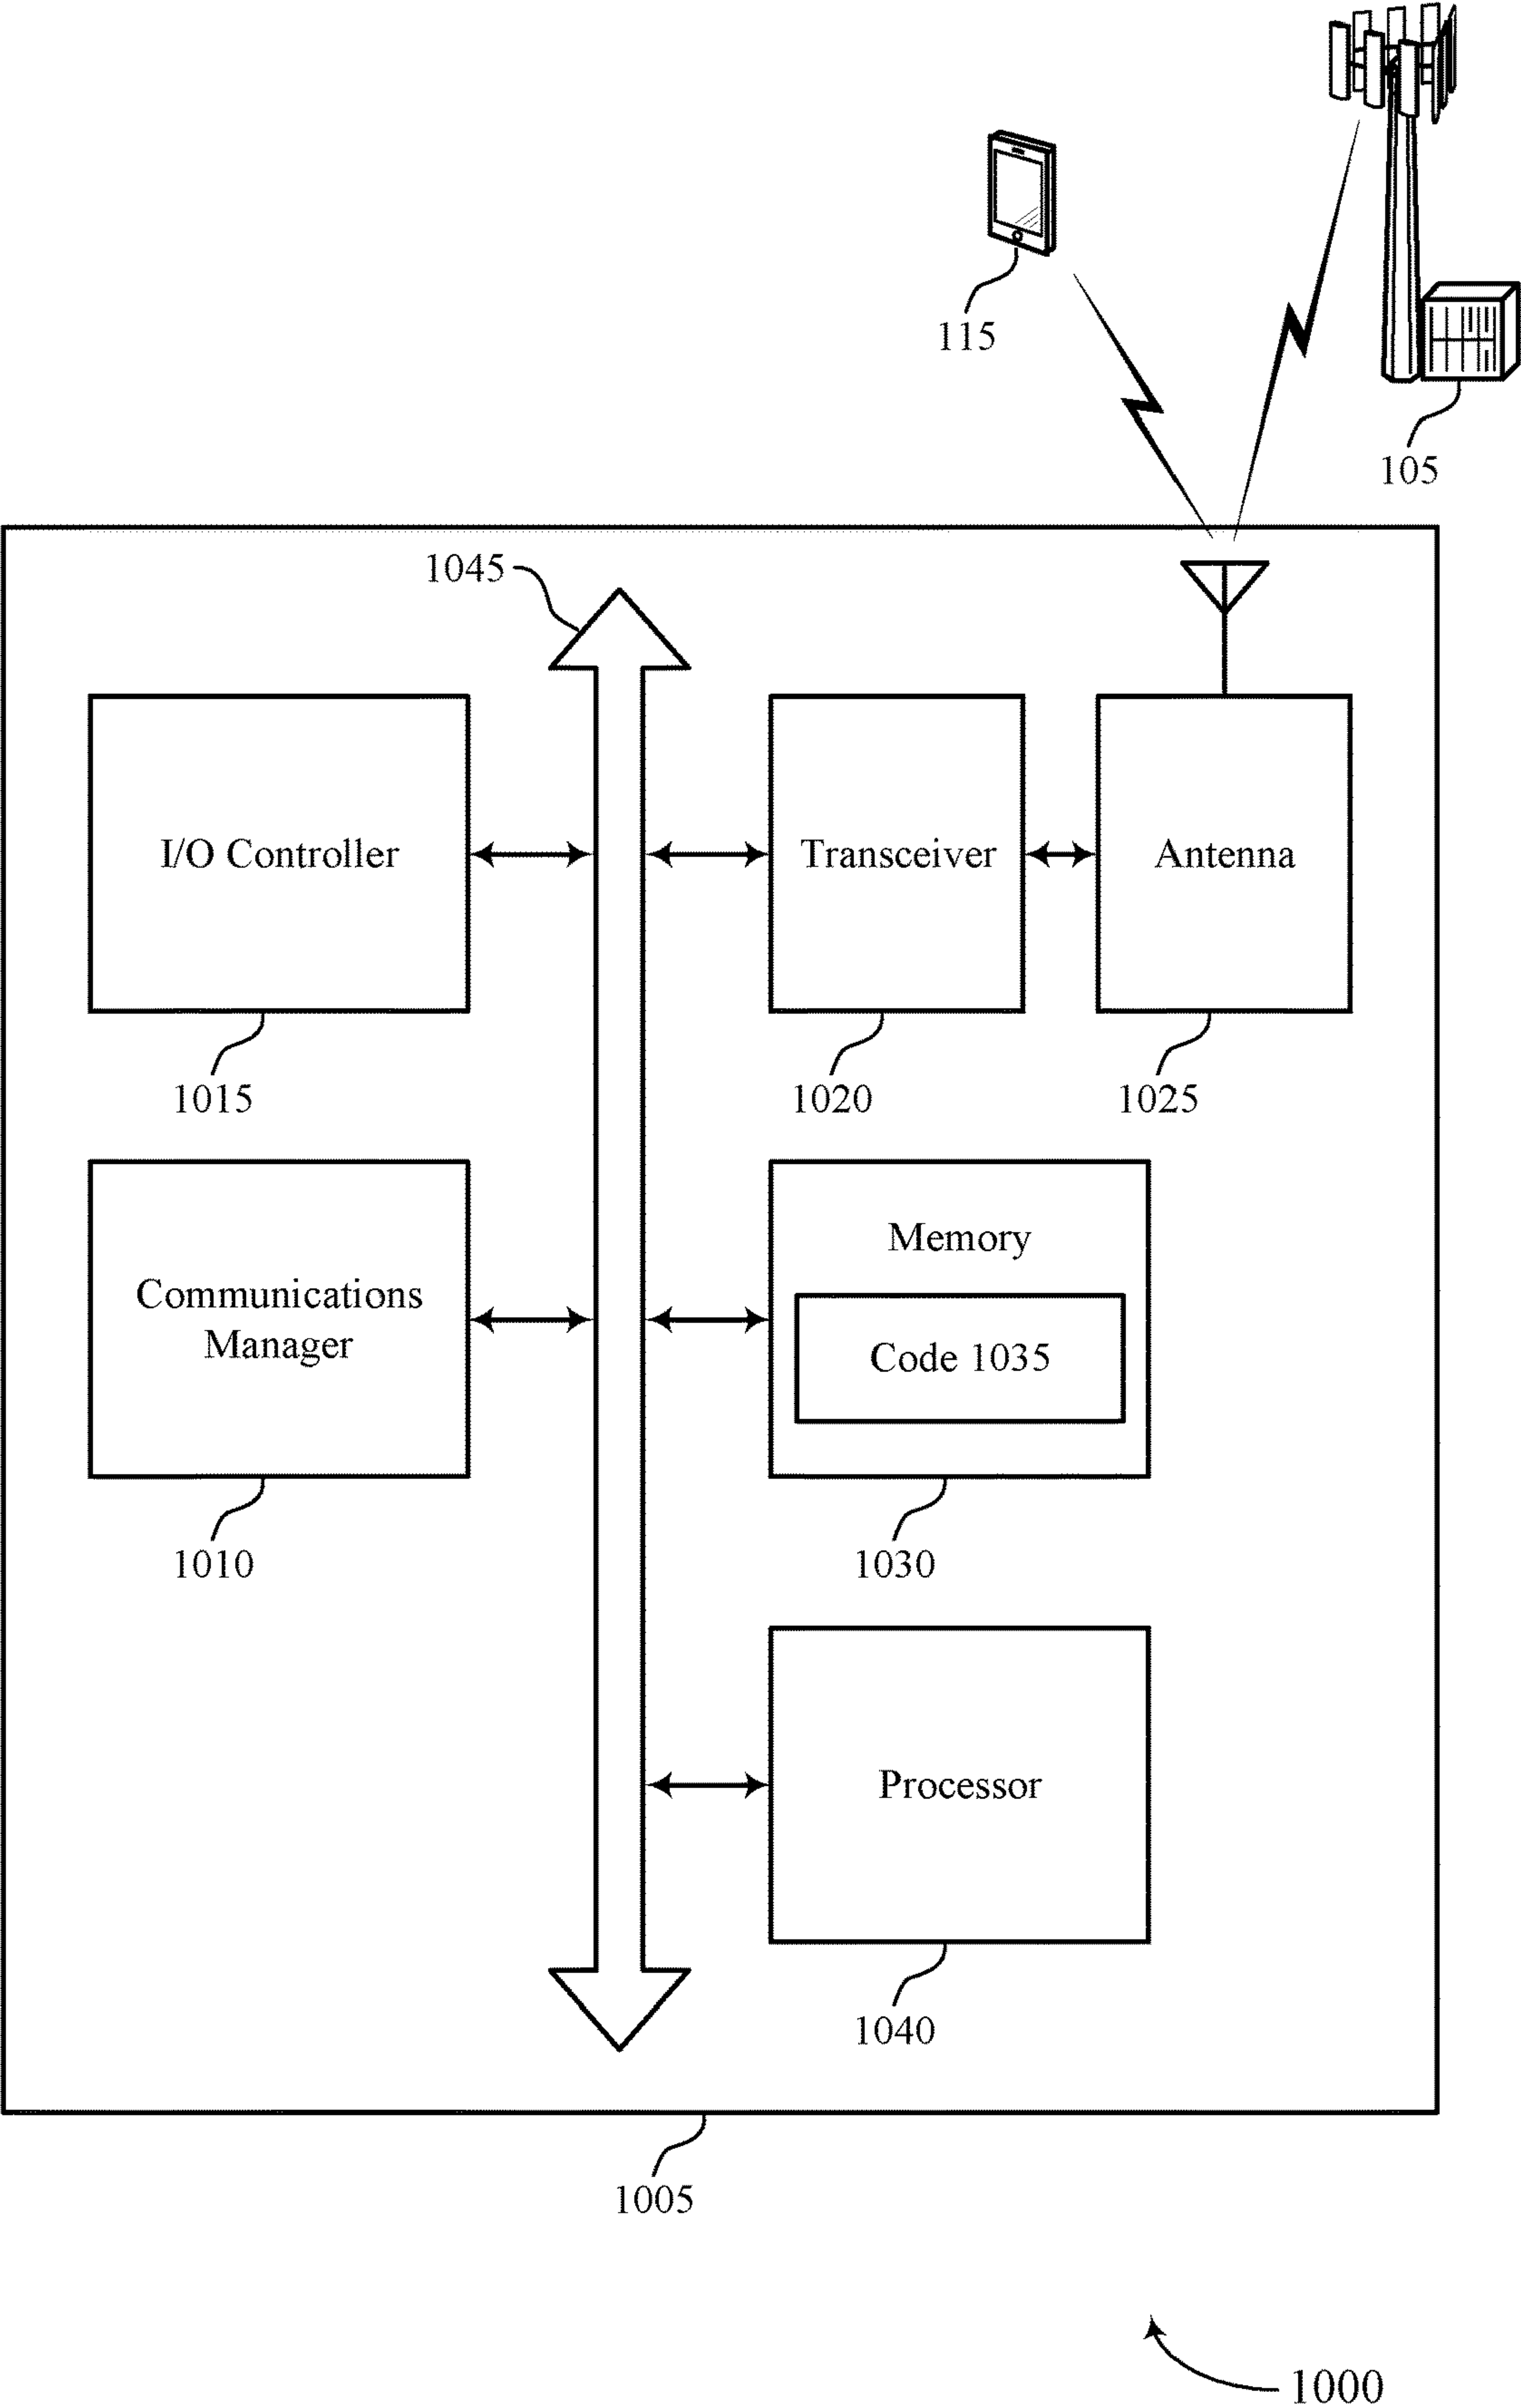 115
105
1045
I/O Controller
Transceiver
Antenna
1015
1020
1025
Communications
Manager
Memory
Code 1035
1010
1030
Processor
1040
1005
1000